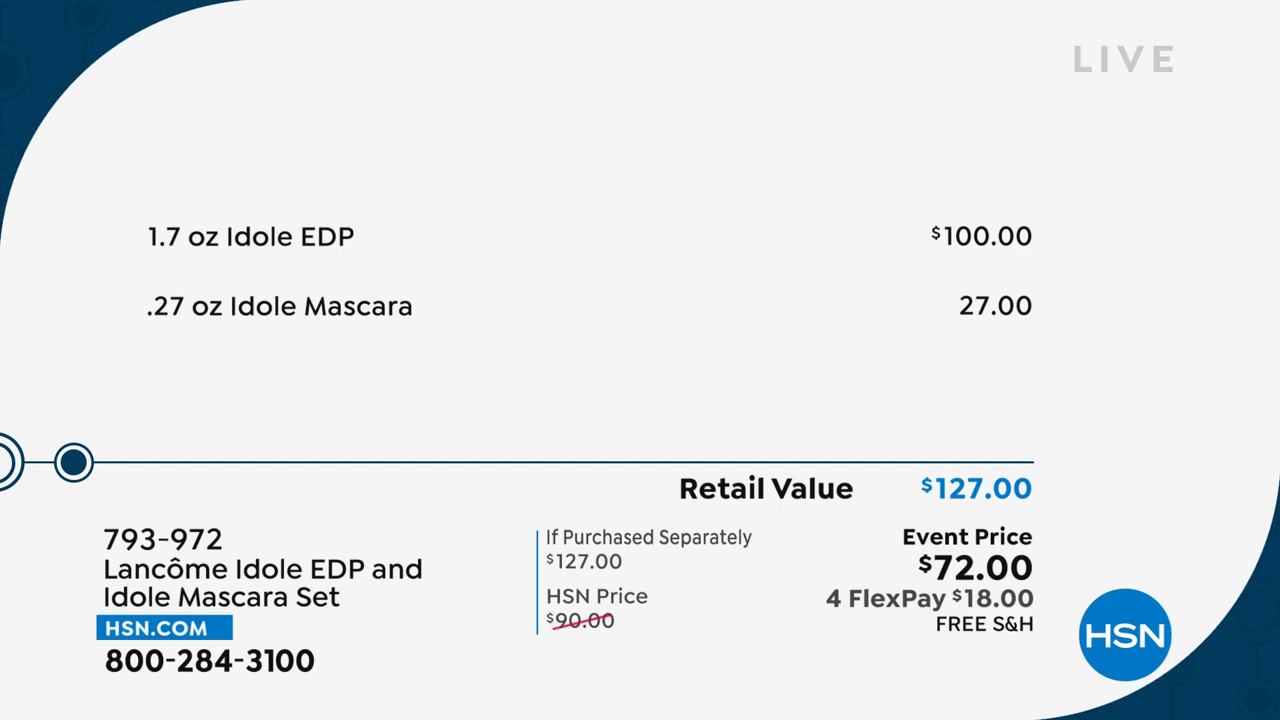 LIVE
1.7 oz Idole EDP $100.00
.27 oz Idole Mascara 27.00
Retail Value $127.00
793-972
Lancôme Idole EDP and
Idole Mascara Set
HSN.COM
800-284-3100
If Purchased Separately
$127.00
HSN Price
$90.00
Event Price
$72.00
4 FlexPay $18.00
FREE S&H
HSN